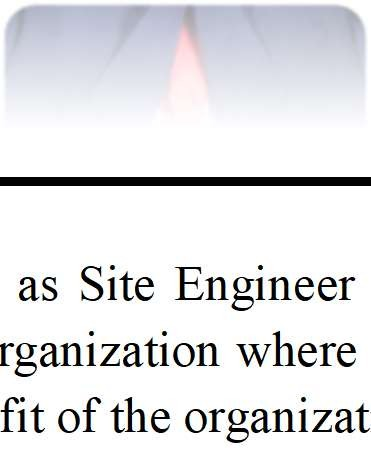 as Site Engineer
rganization where
fit of the organizat